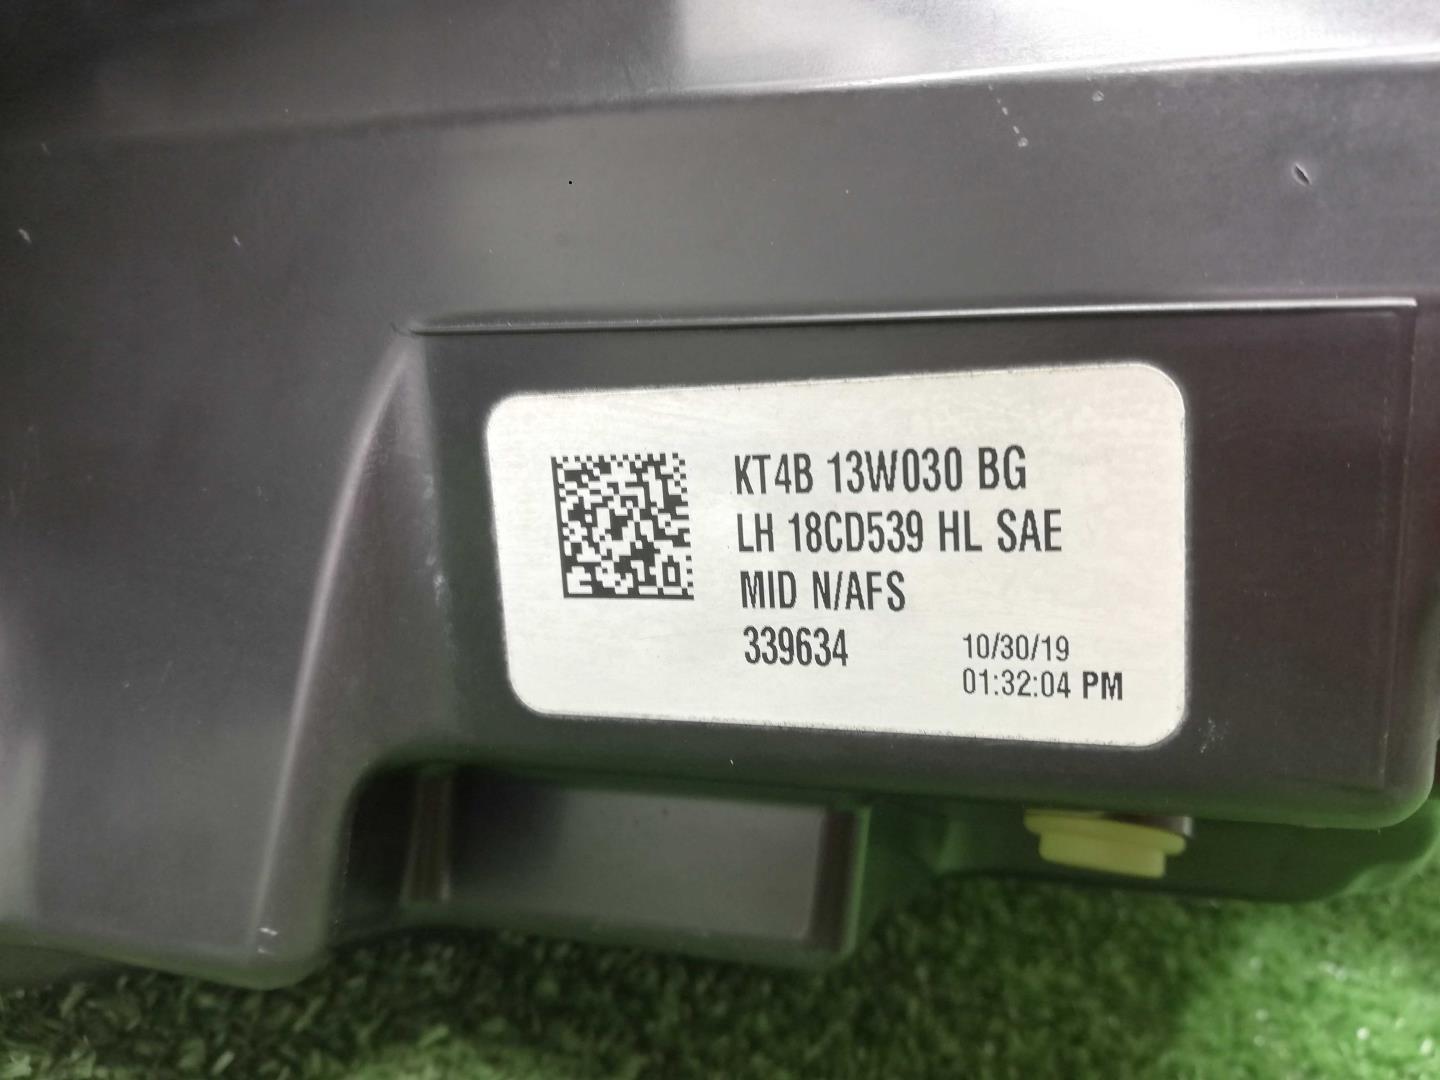 KT4B 13W030 BG
LH 18CD539 HL SAE
MID N/AFS
339634 10/30/19
01:32:04 PM